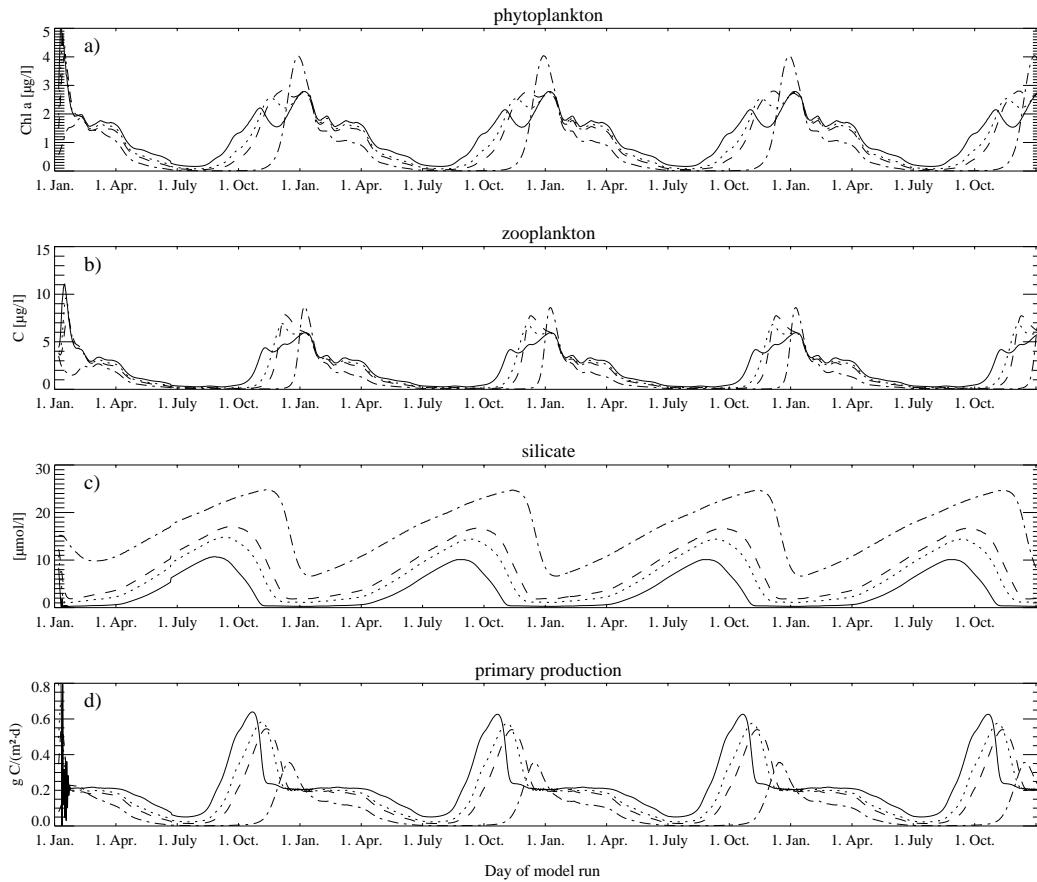 phytoplankton
a)
Chl a [µg/l]
5
4
3
2
1
0
1. Jan. 1. Apr. 1. July 1. Oct. 1. Jan. 1. Apr. 1. July 1. Oct. 1. Jan. 1. Apr. 1. July 1. Oct. 1. Jan. 1. Apr. 1. July 1. Oct.
zooplankton
b)
C [µg/l]
15
10
5
0
1. Jan. 1. Apr. 1. July 1. Oct. 1. Jan. 1. Apr. 1. July 1. Oct. 1. Jan. 1. Apr. 1. July 1. Oct. 1. Jan. 1. Apr. 1. July 1. Oct.
silicate
c)
[µmol/l]
30
20
10
0
1. Jan. 1. Apr. 1. July 1. Oct. 1. Jan. 1. Apr. 1. July 1. Oct. 1. Jan. 1. Apr. 1. July 1. Oct. 1. Jan. 1. Apr. 1. July 1. Oct.
primary production
d)
g C/(m²·d)
0.8
0.6
0.4
0.2
0.0
1. Jan. 1. Apr. 1. July 1. Oct. 1. Jan. 1. Apr. 1. July 1. Oct. 1. Jan. 1. Apr. 1. July 1. Oct. 1. Jan. 1. Apr. 1. July 1. Oct.
Day of model run